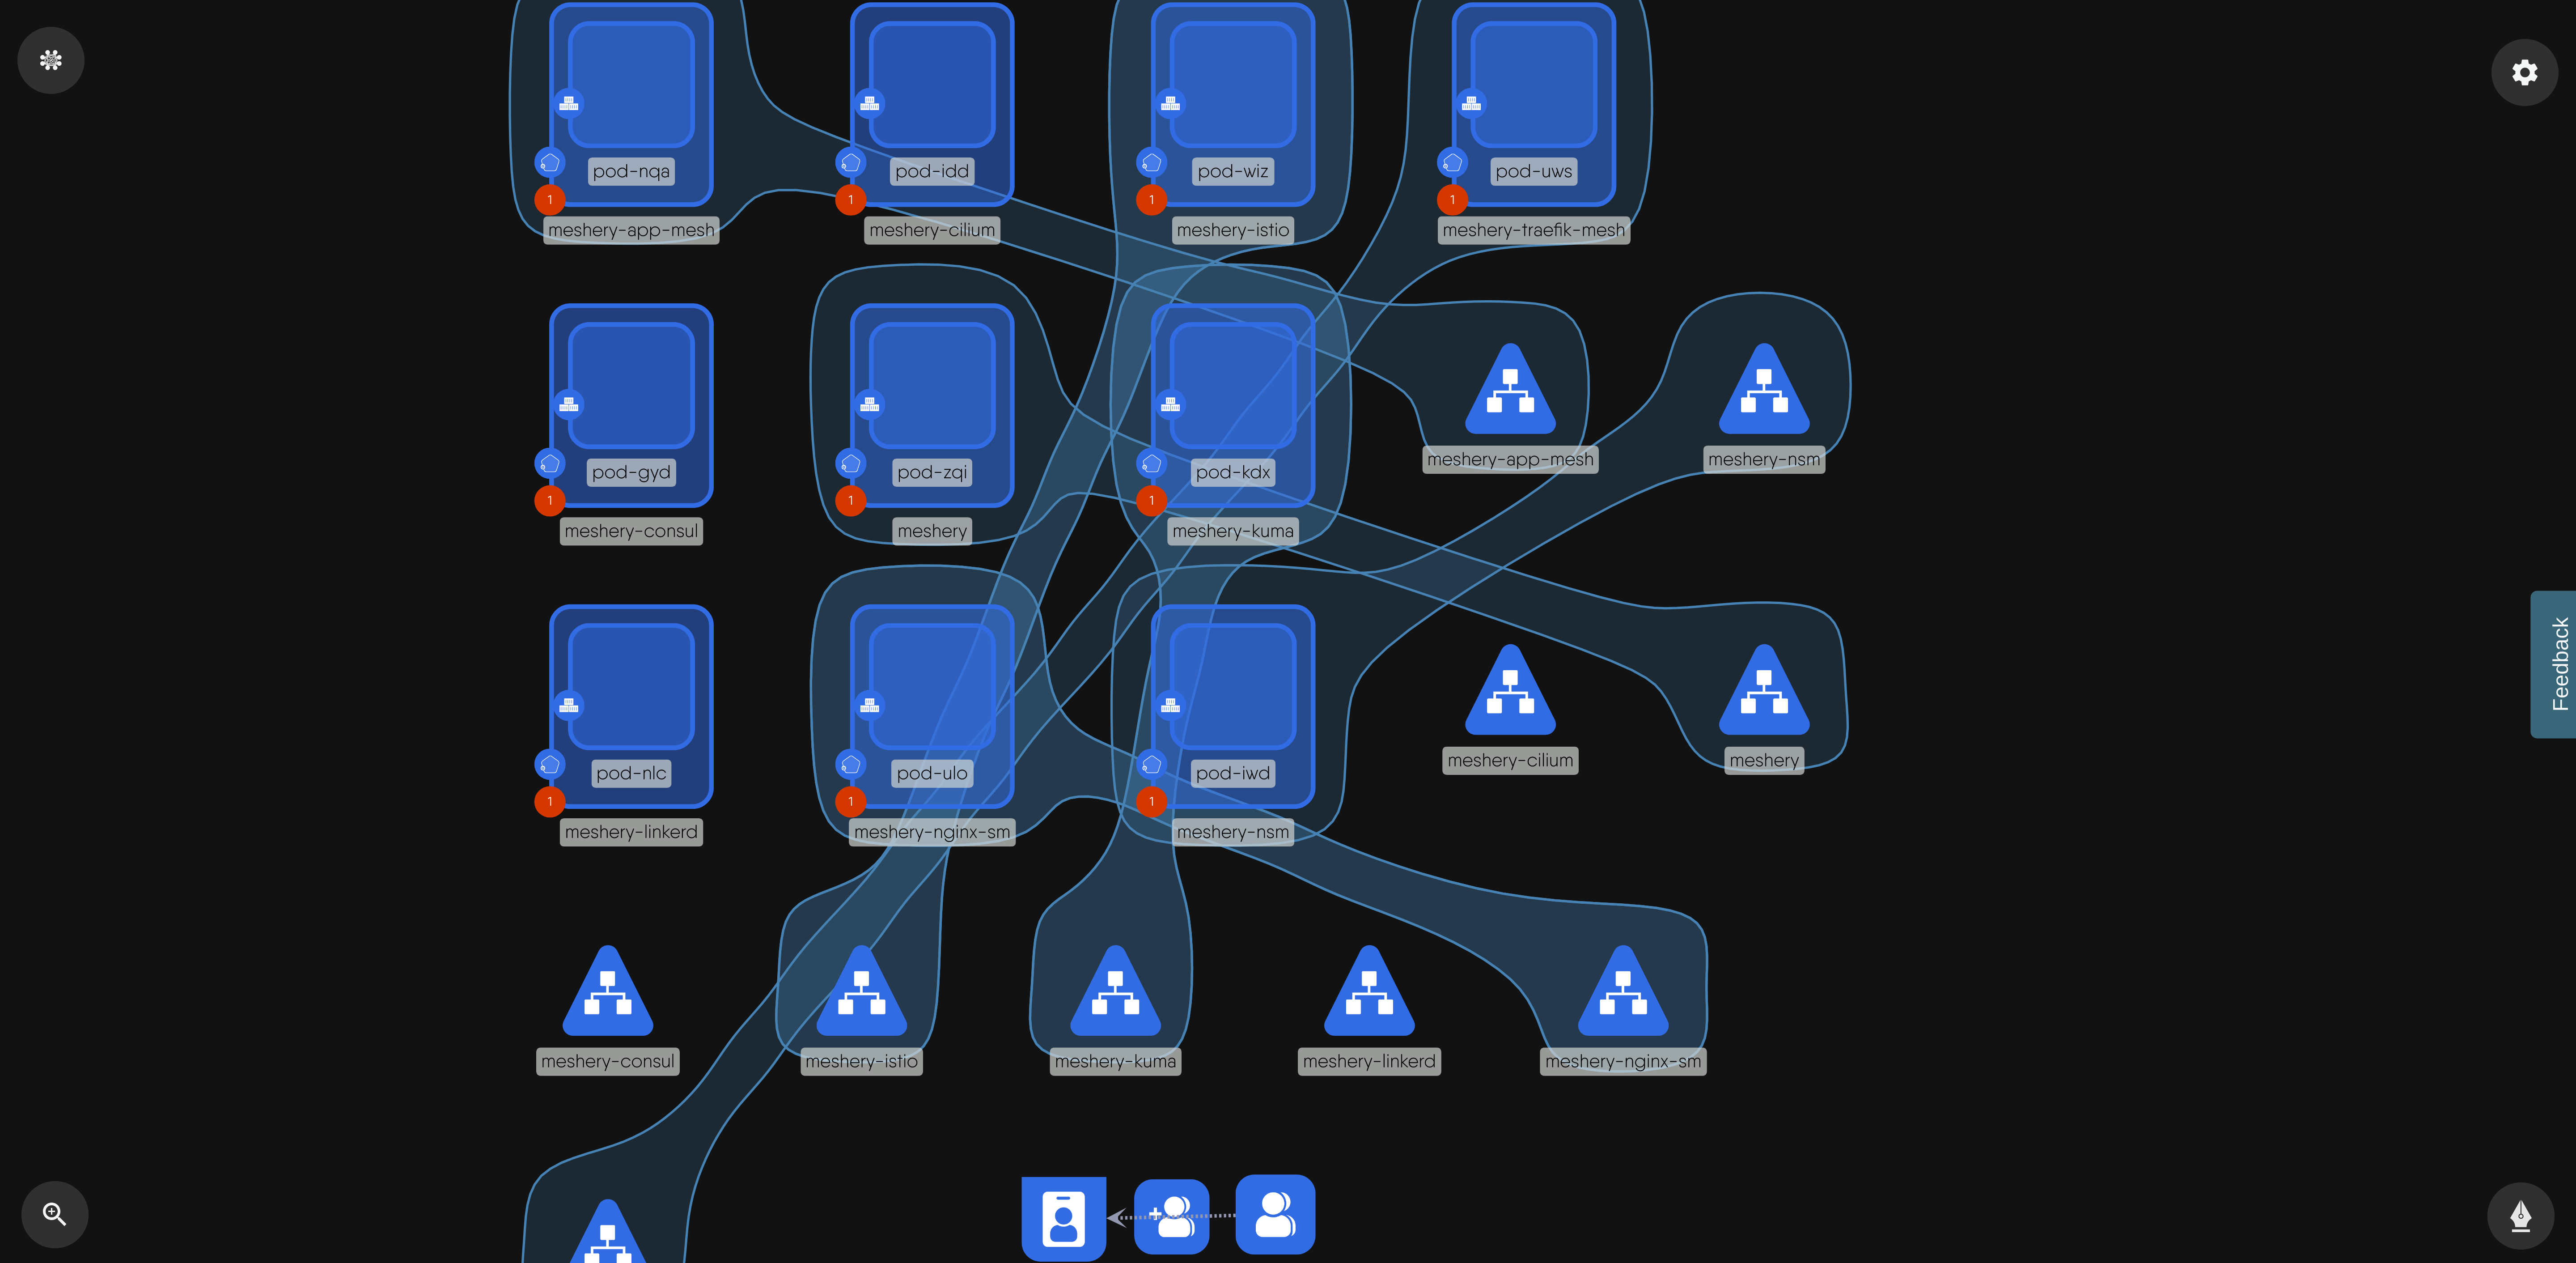 pod-nqa
pod-idd
pod-wiz
pod-uws
1
1
1
1
meshery-app-mesh
meshery-cilium
meshery-istio
meshery-traefik-mesh
pod-gyd
pod-zqi
pod-kdx
meshery-app-mesh
meshery-nsm
1
1
1
meshery-consul
meshery
meshery-kuma
Feedback
pod-nlc
pod-ulo
pod-iwd
meshery-cilium
meshery
1
1
1
meshery-linkerd
meshery-nginx-sm
meshery-nsm
meshery-consul
meshery-istio
meshery-kuma
meshery-linkerd
meshery-nginx-sm